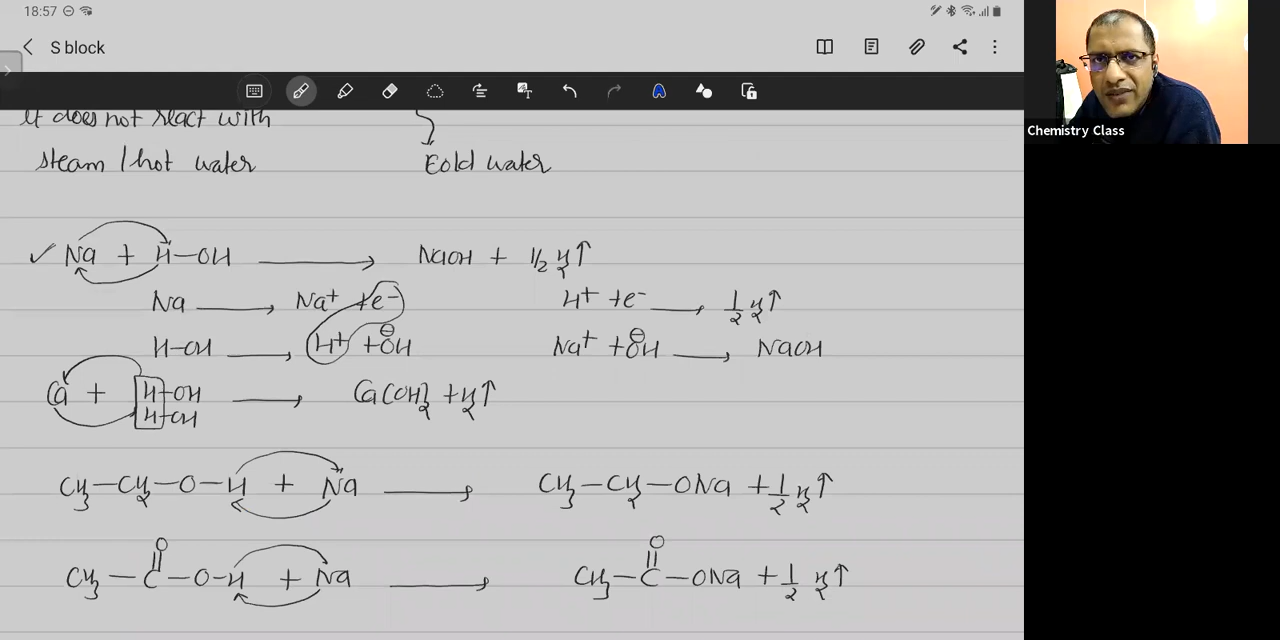 18:57
S block
Chemistry Class
It does not react with
steam / hot water
Cold water
✓ Na + H—OH ⟶ NaOH + 1/2 H₂↑
Na ⟶ Na⁺ + e⁻ H⁺ + e⁻ ⟶ 1/2 H₂↑
H—OH ⟶ H⁺ + ⊖OH Na⁺ + ⊖OH ⟶ NaOH
Ca + H—OH ⟶ Ca(OH)₂ + H₂↑
H—OH
CH₃—CH₂—O—H + Na ⟶ CH₃—CH₂—ONa + 1/2 H₂↑
O O
CH₃—C—O—H + Na ⟶ CH₃—C—ONa + 1/2 H₂↑